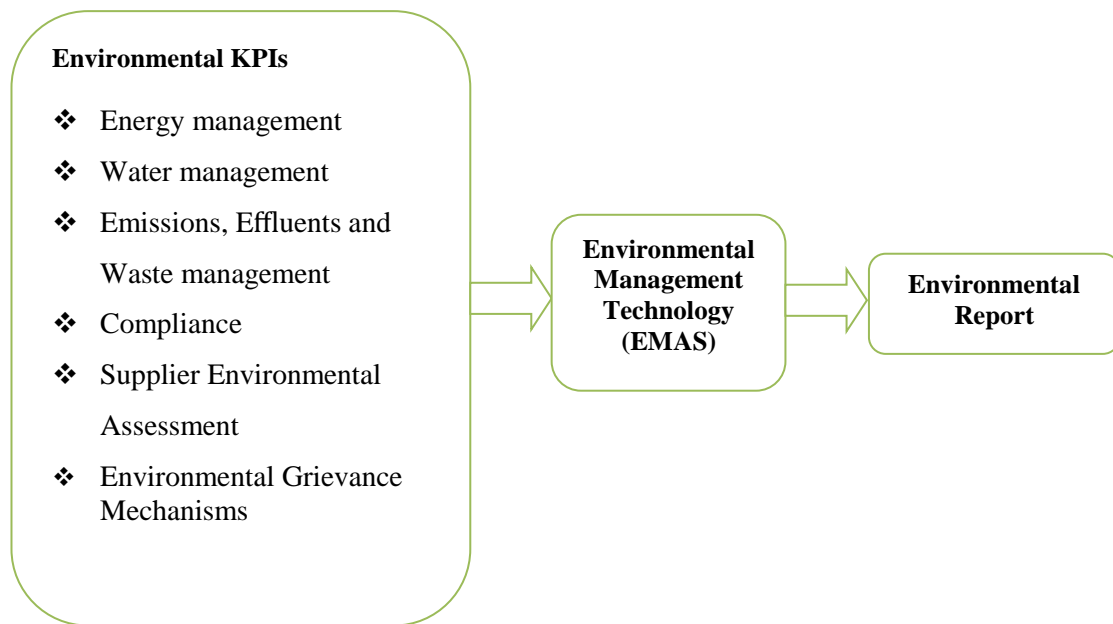 Environmental KPIs
❖ Energy management
❖ Water management
❖ Emissions, Effluents and
Waste management
❖ Compliance
❖ Supplier Environmental
Assessment
❖ Environmental Grievance
Mechanisms
Environmental
Management
Technology
(EMAS)
Environmental
Report